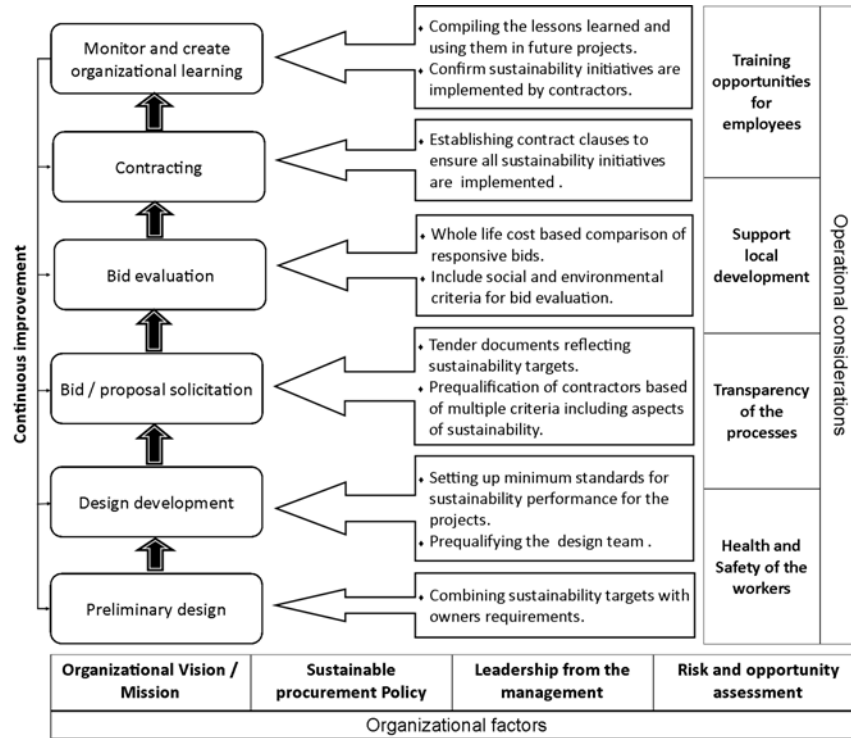 Monitor and create
organizational learning
• Compiling the lessons learned and
using them in future projects.
• Confirm sustainability initiatives are
implemented by contractors.
Contracting
• Establishing contract clauses to
ensure all sustainability initiatives
are implemented .
Bid evaluation
• Whole life cost based comparison of
responsive bids.
• Include social and environmental
criteria for bid evaluation.
Bid / proposal solicitation
• Tender documents reflecting
sustainability targets.
• Prequalification of contractors based
of multiple criteria including aspects
of sustainability.
Design development
• Setting up minimum standards for
sustainability performance for the
projects.
• Prequalifying the design team .
Preliminary design
• Combining sustainability targets with
owners requirements.
Continuous improvement
Training
opportunities
for
employees
Support
local
development
Transparency
of the
processes
Health and
Safety of the
workers
Operational considerations
Organizational Vision /
Mission
Sustainable
procurement Policy
Leadership from the
management
Risk and opportunity
assessment
Organizational factors